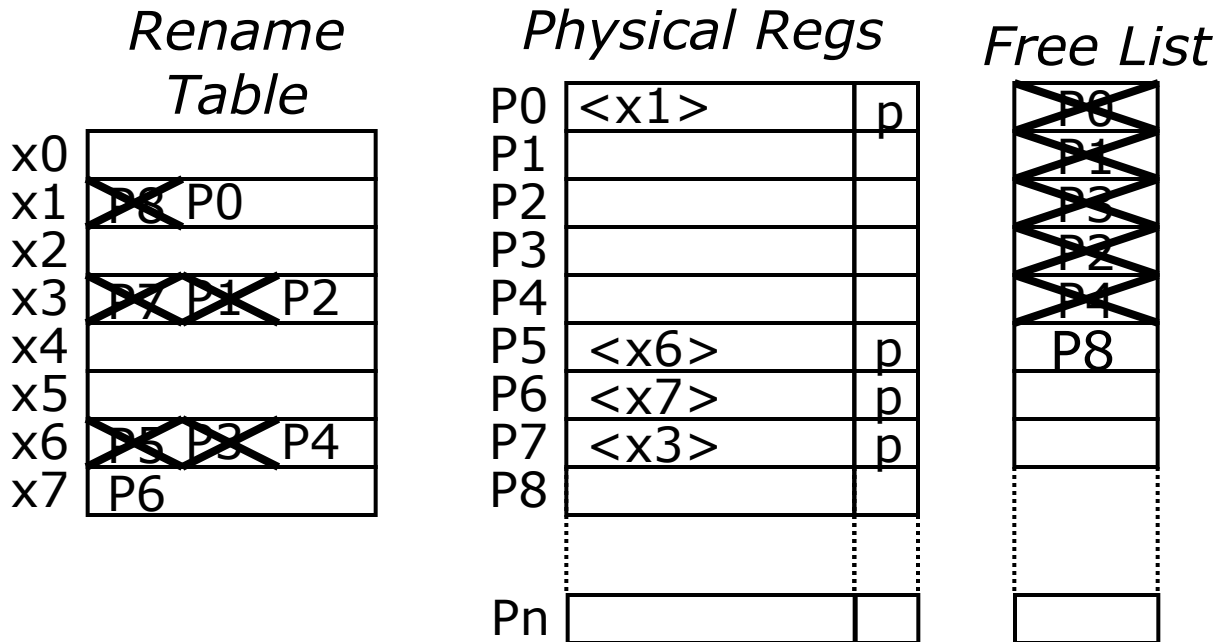 Rename
Table
x0
x1 P8 P0
x2
x3 P7 P1 P2
x4
x5
x6 P5 P3 P4
x7 P6
Physical Regs
P0 <x1> p
P1
P2
P3
P4
P5 <x6> p
P6 <x7> p
P7 <x3> p
P8
Pn
Free List
P0
P1
P3
P2
P4
P8